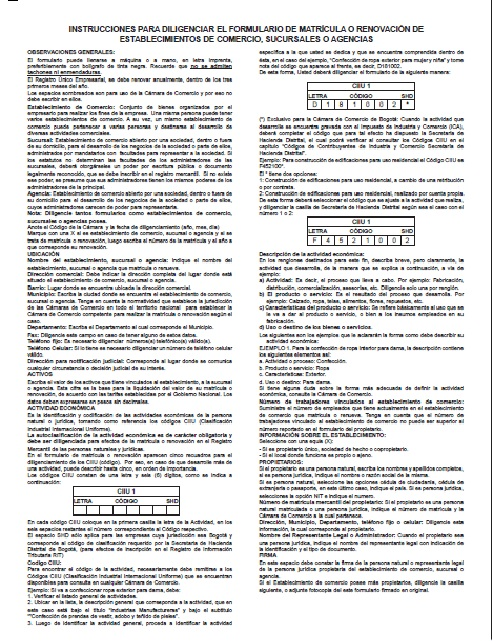 INSTRUCCIONES PARA DILIGENCIAR EL FORMULARIO DE MATRÍCULA O RENOVACIÓN DE
ESTABLECIMIENTOS DE COMERCIO, SUCURSALES O AGENCIAS
OBSERVACIONES GENERALES:
El formulario puede llenarse a máquina o a mano, en letra imprenta,
preferiblemente con bolígrafo de tinta negra. Recuerde que no se admiten
tachones ni enmendaduras.
El Registro Único Empresarial, se debe renovar anualmente, dentro de los tres
primeros meses del año.
Los espacios sombreados son para uso de la Cámara de Comercio y por eso no
debe escribir en ellos.
Establecimiento de Comercio: Conjunto de bienes organizados por el
empresario para realizar los fines de la empresa. Una misma persona puede tener
varios establecimientos de comercio. A su vez, un mismo establecimiento de
comercio puede pertenecer a varias personas y destinarse al desarrollo de
diversas actividades comerciales.
Sucursal: Establecimiento de comercio abierto por una sociedad, dentro o fuera
de su domicilio, para el desarrollo de los negocios de la sociedad o parte de ellos,
administrados por mandatarios con facultades para representar a la sociedad. Si
los estatutos no determinan las facultades de los administradores de las
sucursales, deberá otorgárseles un poder por escritura pública o documento
legalmente reconocido, que se debe inscribir en el registro mercantil. Si no existe
ese poder, se presume que sus administradores tienen los mismos poderes de los
administradores de la principal.
Agencia: Establecimiento de comercio abierto por una sociedad, dentro o fuera de
su domicilio para el desarrollo de los negocios de la sociedad o parte de ellos,
cuyos administradores carecen de poder para representarla.
Nota: Diligencie tantos formularios como establecimientos de comercio,
sucursales o agencias posea.
Anote el Código de la Cámara y la fecha de diligenciamiento (año, mes, día)
Marque con una X si es establecimiento de comercio, sucursal o agencia y si se
trata de matrícula o renovación, luego escriba el número de la matrícula y el año a
que corresponde su renovación.
UBICACIÓN
Nombre del establecimiento, sucursal o agencia: Indique el nombre del
establecimiento, sucursal o agencia que matricula o renueva.
Dirección comercial: Debe indicar la dirección completa del lugar donde está
situado el establecimiento de comercio, sucursal o agencia.
Barrio: Lugar donde se encuentra ubicada la dirección comercial.
Municipio: Escriba la ciudad donde se encuentra el establecimiento de comercio,
sucursal o agencia. Tenga en cuenta la normatividad que establece la jurisdicción
de las Cámaras de Comercio en todo el territorio nacional para establecer la
Cámara de Comercio competente para realizar la matrícula o renovación según el
caso.
Departamento: Escriba el Departamento al cual corresponde el Municipio.
Fax: Diligencie este campo en caso de tener alguno de estos datos.
Teléfono fijo: Es necesario diligenciar número(s) telefónico(s) válido(s).
Teléfono Celular: Si lo tiene es necesario diligenciar un número de teléfono celular
válido.
Dirección para notificación judicial: Corresponde al lugar donde se comunica
cualquier circunstancia o decisión judicial de su interés.
ACTIVOS
Escriba el valor de los activos que tiene vinculados al establecimiento, a la sucursal
o agencia. Esta cifra es la base para la liquidación del valor de su matrícula o
renovación, de acuerdo con las tarifas establecidas por el Gobierno Nacional. Los
datos deben expresarse en pesos sin decimales.
ACTIVIDAD ECONÓMICA
Es la identificación y codificación de las actividades económicas de la persona
natural o jurídica, tomando como referencia los códigos CIIU (Clasificación
Industrial Internacional Uniforme).
La autoclasificación de la actividad económica es de carácter obligatoria y
debe ser diligenciada para efectos de la matrícula o renovación en el Registro
Mercantil de las personas naturales y jurídicas.
En el formulario de matrícula o renovación aparecen cinco recuadros para el
diligenciamiento de los CIIU (código). Por eso, en caso de que desarrolle más de
una actividad, puede describir hasta cinco, en orden de importancia.
Los códigos CIIU constan de una letra y seis (6) dígitos, como se indica a
continuación:
CIIU 1
LETRA CÓDIGO SHD
En cada código CIIU coloque en la primera casilla la letra de la Actividad, en los
seis espacios restantes el número correspondiente al Código respectivo.
El espacio SHD sólo aplica para las empresas cuya jurisdicción sea Bogotá y
corresponde al código de clasificación requerido por la Secretaría de Hacienda
Distrital de Bogotá, (para efectos de inscripción en el Registro de Información
Tributaria RIT)
Código CIIU:
Para encontrar el código de la actividad, necesariamente debe remitirse a los
Códigos CIIU (Clasificación Industrial Internacional Uniforme) que se encuentran
disponibles para consulta en cualquier Cámara de Comercio.
Ejemplo: Si va a confeccionar ropa exterior para dama, debe:
1. Verificar el listado general de actividades.
2. Ubicar en la lista, la descripción general que corresponde a la actividad, que en
este caso está bajo el título "Industrias Manufactureras" y bajo el subtítulo
"Confección de prendas de vestir, adobo y teñido de pieles".
3. Luego de identificar la actividad general, proceda a identificar la actividad
específica a la que usted se dedica y que se encuentra comprendida dentro de
ésta, en el caso del ejemplo, "Confección de ropa exterior para mujer y niñas" y tome
nota del código que aparece al frente, es decir, D181002.
De esta forma, Usted deberá diligenciar el formulario de la siguiente manera:
CIIU 1
LETRA CÓDIGO SHD
D 1 8 1 0 0 2 *
(*) Exclusivo para la Cámara de Comercio de Bogotá: Cuando la actividad que
desarrolla se encuentra gravada con el Impuesto de Industria y Comercio (ICA),
deberá completar el código que para tal efecto ha dispuesto la Secretaría de
Hacienda Distrital, el cual podrá verificar al consultar los Códigos CIIU en el
capítulo "Códigos de Contribuyentes de Industria y Comercio Secretaría de
Hacienda Distrital".
Ejemplo: Para construcción de edificaciones para uso residencial el Código CIIU es
F452100*.
El * tiene dos opciones:
1: Construcción de edificaciones para uso residencial, a cambio de una retribución
o por contrata.
2: Construcción de edificaciones para uso residencial, realizado por cuenta propia.
De esta forma deberá seleccionar el código que se ajusta a la actividad que realiza,
y diligenciar la casilla de Secretaría de Hacienda Distrital según sea el caso con el
número 1 o 2:
CIIU 1
LETRA CÓDIGO SHD
F 4 5 2 1 0 0 2
Descripción de la actividad económica:
En los renglones destinados para este fin, describa breve, pero claramente, la
actividad que desarrolla, de la manera que se explica a continuación, a vía de
ejemplo:
a) Actividad: Es decir, el proceso que lleva a cabo. Por ejemplo: Fabricación,
distribución, comercialización, asesorías, etc. Diligencie solo una por renglón.
b) El producto o servicio: Es el resultado del proceso que desarrolla. Por
ejemplo: Calzado, ropa, telas, alimentos, flores, repuestos, etc.
c) Características del producto o servicio: Se refiere básicamente al uso que se
le va a dar al producto o servicio, o bien a los insumos empleados en su
fabricación.
d) Uso o destino de los bienes o servicios.
Los siguientes son los ejemplos que le aclararán la forma como debe describir su
actividad económica:
EJEMPLO 1. Para la confección de ropa interior para dama, la descripción contiene
los siguientes elementos así:
a. Actividad o proceso: Confección.
b. Producto o servicio: Ropa
c. Características: Exterior.
d. Uso o destino: Para dama.
Si tiene alguna duda sobre la forma más adecuada de definir la actividad
económica, consulte la Cámara de Comercio.
Número de trabajadores vinculados al establecimiento de comercio:
Suministre el número de empleados que tiene actualmente en el establecimiento
de comercio que matricula o renueva. Tenga en cuenta que el número de
trabajadores vinculado al establecimiento de comercio no puede ser superior al
número reportado en el formulario del propietario.
INFORMACIÓN SOBRE EL ESTABLECIMIENTO:
Seleccione con una equis (X):
- Si es propietario único, sociedad de hecho o copropietario.
- Si el local donde funciona es propio o ajeno.
PROPIETARIOS:
Si el propietario es una persona natural, escriba los nombres y apellidos completos,
si es persona jurídica, indique el nombre o razón social de la misma.
Si es persona natural, seleccione las opciones cédula de ciudadanía, cédula de
extranjería o pasaporte, en este último caso, indique el país. Si es persona jurídica,
seleccione la opción NIT e indique el numero.
Número de matrícula mercantil del propietario: Si el propietario es una persona
natural matriculada o una persona jurídica, indique el número de matrícula y la
Cámara de Comercio a la cual pertenece.
Dirección, Municipio, Departamento, teléfono fijo o celular: Diligencie esta
información, la cual corresponde al propietario.
Nombre del Representante Legal o Administrador: Cuando el propietario sea
una persona jurídica, indique el nombre del representante legal con indicación de
la identificación y el tipo de documento.
FIRMA
En este espacio debe constar la firma de la persona natural o representante legal
de la persona jurídica propietaria del establecimiento de comercio, sucursal o
agencia.
Si el Establecimiento de comercio posee más propietarios, diligencie la casilla
siguiente, o adjunte fotocopia del este formulario firmado en original.